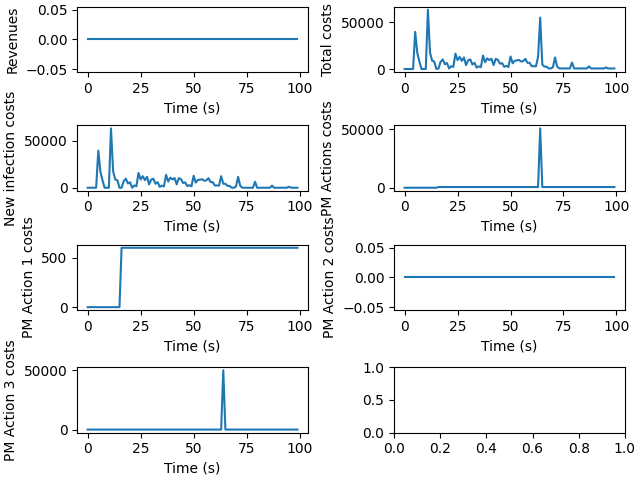 Revenues
0.05
0.00
−0.05
0 25 50 75 100
Time (s)
Total costs
50000
0
0 25 50 75 100
Time (s)
New infection costs
50000
0
0 25 50 75 100
Time (s)
PM Actions costs
50000
0
0 25 50 75 100
Time (s)
PM Action 1 costs
500
0
0 25 50 75 100
Time (s)
PM Action 2 costs
0.05
0.00
−0.05
0 25 50 75 100
Time (s)
PM Action 3 costs
50000
0
0 25 50 75 100
Time (s)
1.0
0.5
0.0
0.0 0.2 0.4 0.6 0.8 1.0